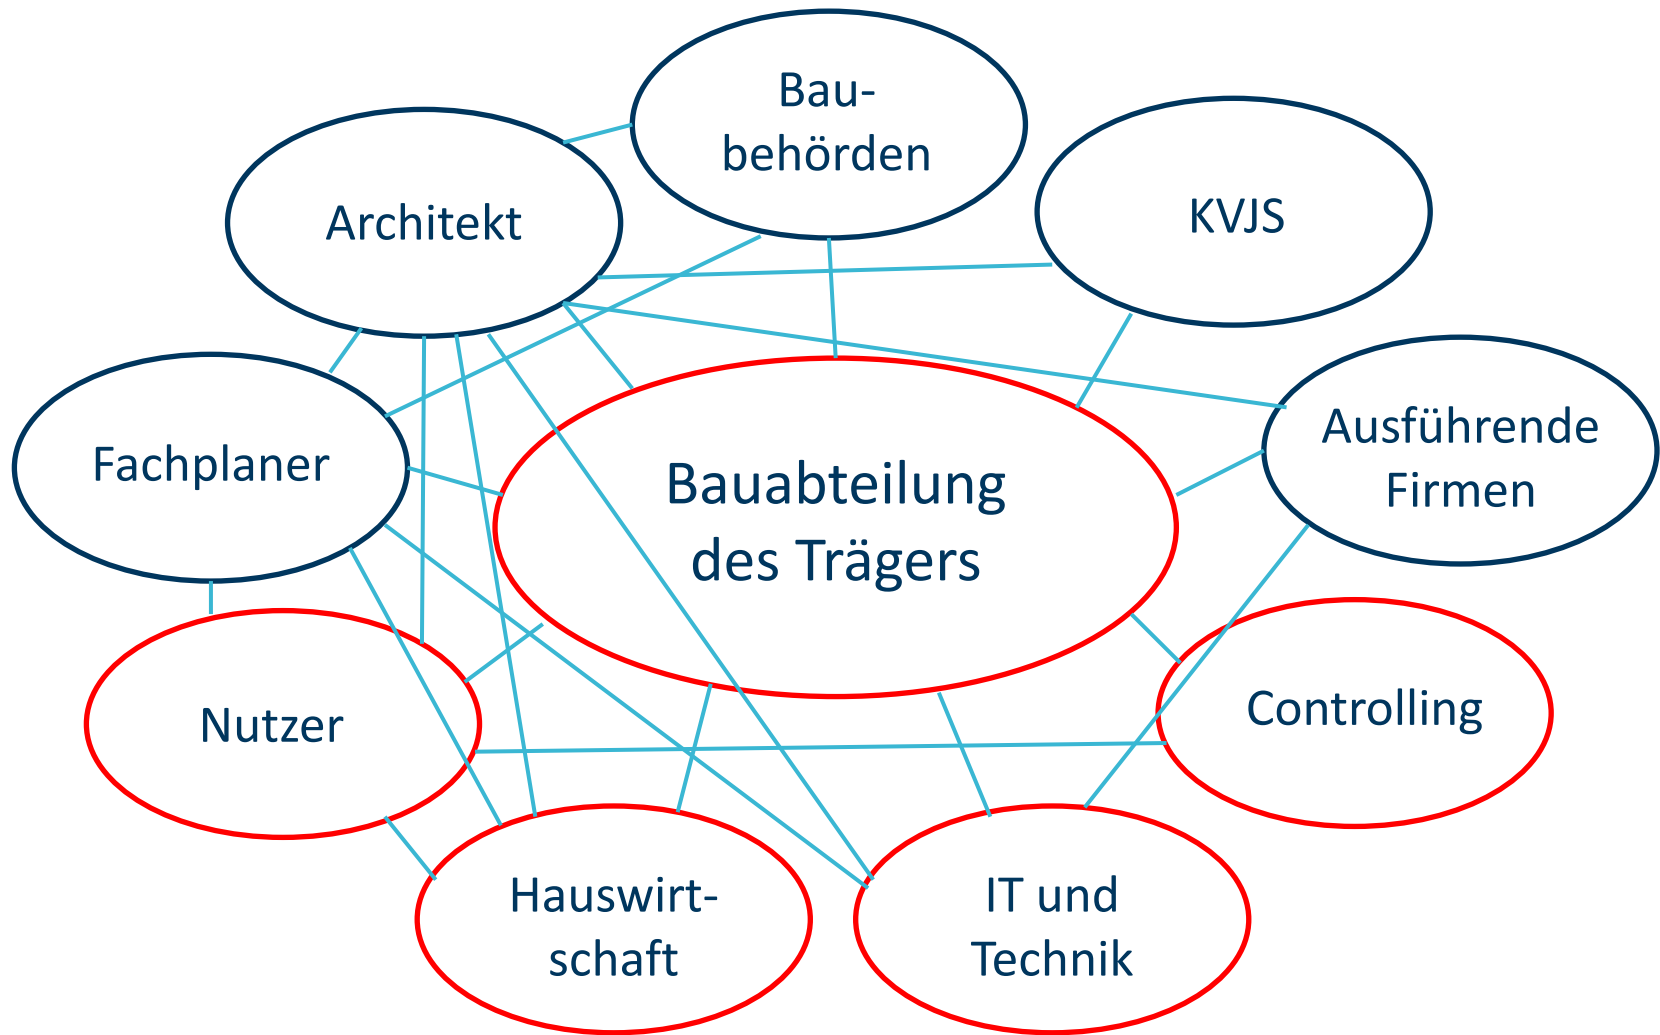 Bau-
behörden
Architekt
KVJS
Fachplaner
Bauabteilung
des Trägers
Ausführende
Firmen
Nutzer
Controlling
Hauswirt-
schaft
IT und
Technik